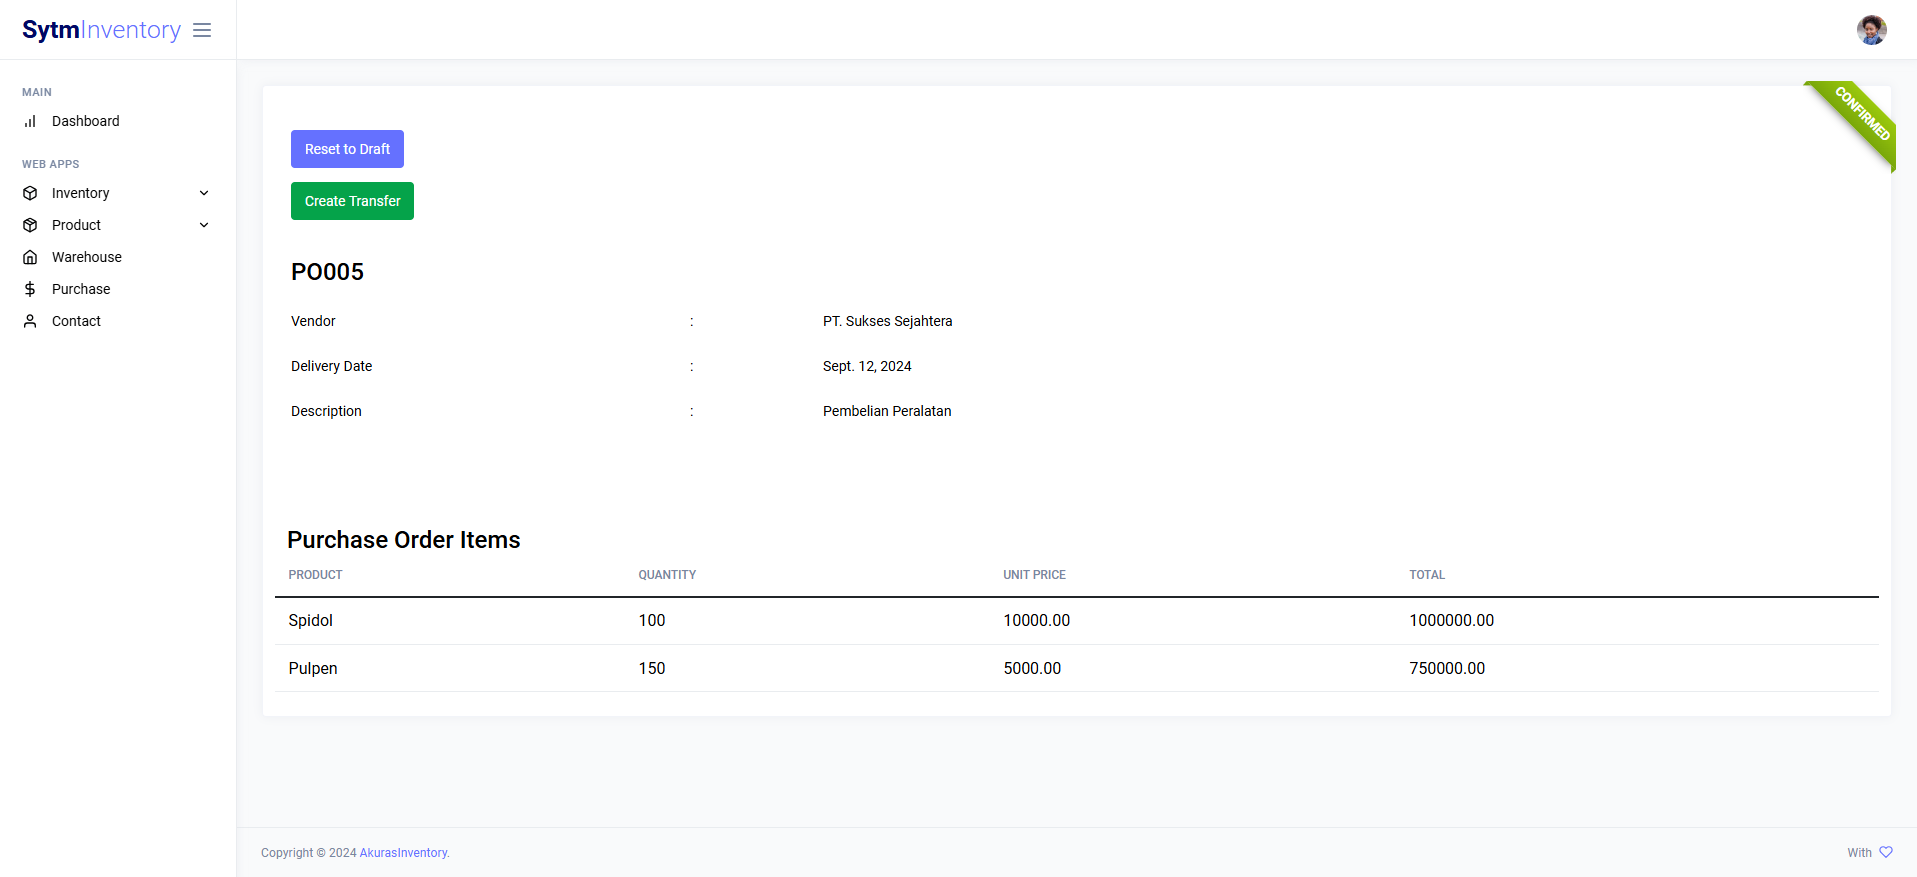 SytmInventory
MAIN
Dashboard
WEB APPS
Inventory
Product
Warehouse
Purchase
Contact
CONFIRMED
Reset to Draft
Create Transfer
PO005
Vendor : PT. Sukses Sejahtera
Delivery Date : Sept. 12, 2024
Description : Pembelian Peralatan
Purchase Order Items
PRODUCT QUANTITY UNIT PRICE TOTAL
Spidol 100 10000.00 1000000.00
Pulpen 150 5000.00 750000.00
Copyright © 2024 AkurasInventory.
With